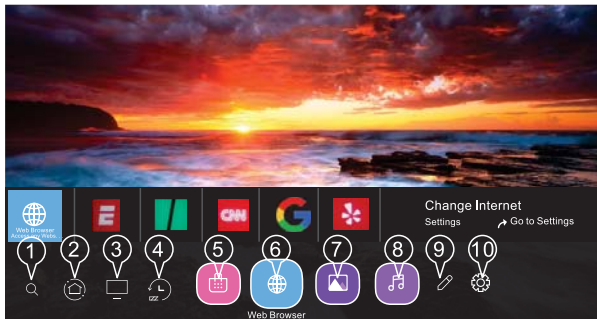 E
CNN
G
Web Browser
Access any Webs..
Change Internet
Settings
Go to Settings
1
2
3
4
5
6
7
8
9
10
zz
Web Browser